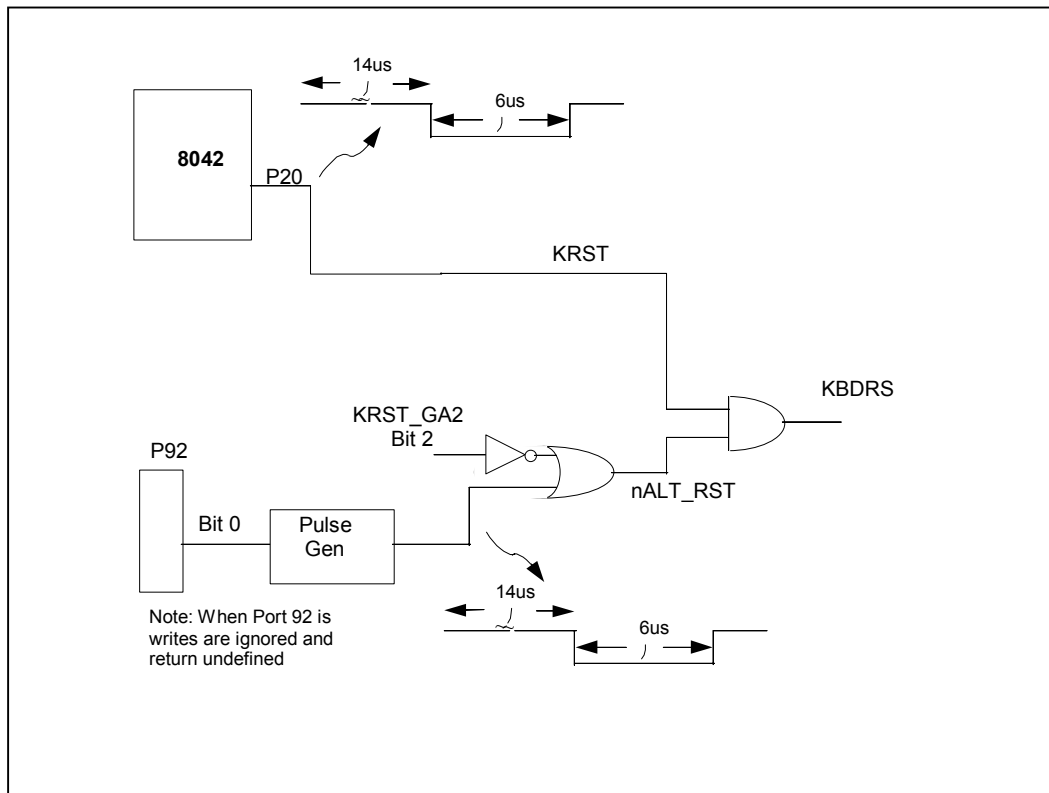 14us
6us
8042
P20
KRST
KBDRS
KRST_GA2
Bit 2
P92
nALT_RST
Bit 0
Pulse
Gen
14us
6us
Note: When Port 92 is
writes are ignored and
return undefined